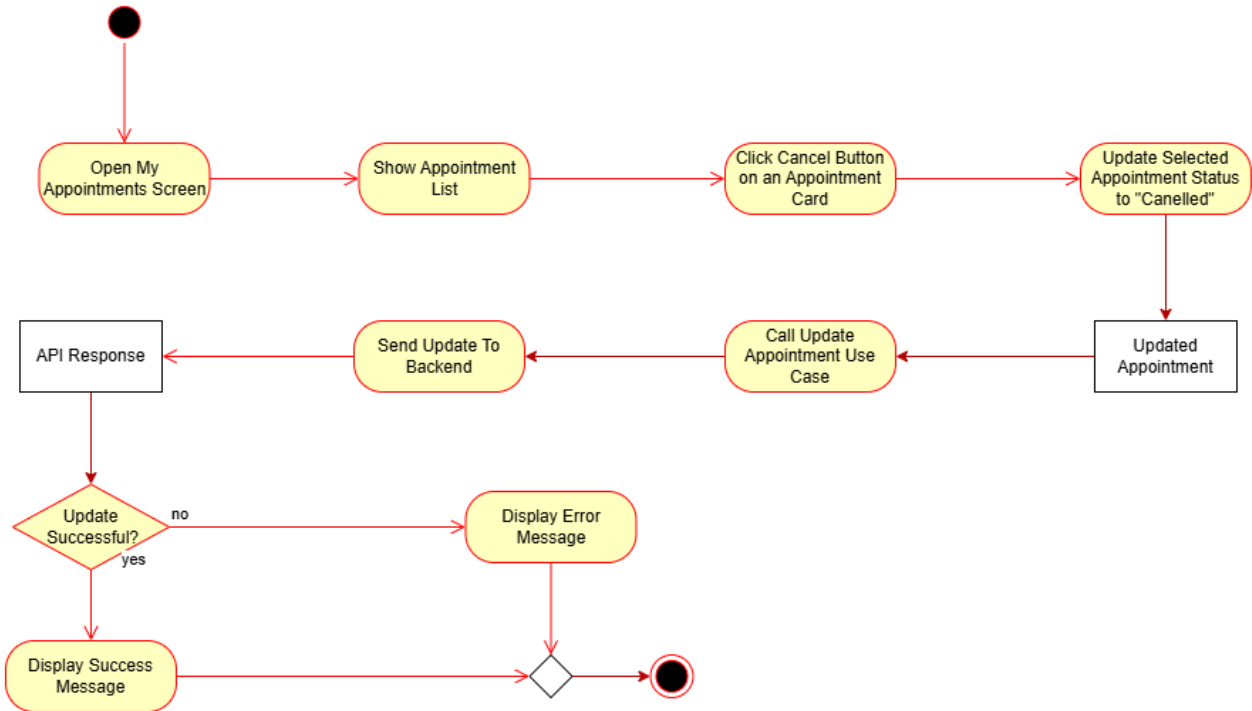 Open My
Appointments Screen
Show Appointment
List
Click Cancel Button
on an Appointment
Card
Update Selected
Appointment Status
to "Canelled"
API Response
Send Update To
Backend
Call Update
Appointment Use
Case
Updated
Appointment
Update
Successful?
no
yes
Display Error
Message
Display Success
Message